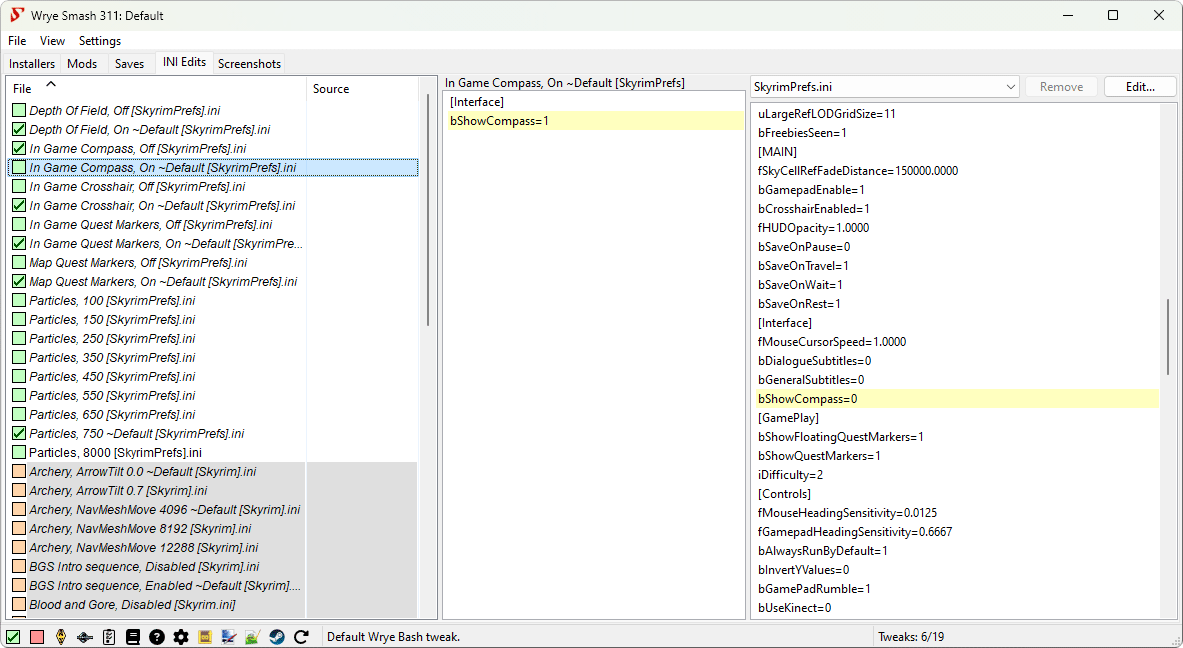 Wrye Smash 311: Default
File View Settings
Installers Mods Saves INI Edits Screenshots
File Source
Depth Of Field, Off [SkyrimPrefs].ini
Depth Of Field, On ~Default [SkyrimPrefs].ini
In Game Compass, Off [SkyrimPrefs].ini
In Game Compass, On ~Default [SkyrimPrefs].ini
In Game Crosshair, Off [SkyrimPrefs].ini
In Game Crosshair, On ~Default [SkyrimPrefs].ini
In Game Quest Markers, Off [SkyrimPrefs].ini
In Game Quest Markers, On ~Default [SkyrimPre...
Map Quest Markers, Off [SkyrimPrefs].ini
Map Quest Markers, On ~Default [SkyrimPrefs].ini
Particles, 100 [SkyrimPrefs].ini
Particles, 150 [SkyrimPrefs].ini
Particles, 250 [SkyrimPrefs].ini
Particles, 350 [SkyrimPrefs].ini
Particles, 450 [SkyrimPrefs].ini
Particles, 550 [SkyrimPrefs].ini
Particles, 650 [SkyrimPrefs].ini
Particles, 750 ~Default [SkyrimPrefs].ini
Particles, 8000 [SkyrimPrefs].ini
Archery, ArrowTilt 0.0 ~Default [Skyrim].ini
Archery, ArrowTilt 0.7 [Skyrim].ini
Archery, NavMeshMove 4096 ~Default [Skyrim].ini
Archery, NavMeshMove 8192 [Skyrim].ini
Archery, NavMeshMove 12288 [Skyrim].ini
BGS Intro sequence, Disabled [Skyrim].ini
BGS Intro sequence, Enabled ~Default [Skyrim]....
Blood and Gore, Disabled [Skyrim.ini]
In Game Compass, On ~Default [SkyrimPrefs]
[Interface]
bShowCompass=1
SkyrimPrefs.ini Remove Edit...
uLargeRefLODGridSize=11
bFreebiesSeen=1
[MAIN]
fSkyCellRefFadeDistance=150000.0000
bGamepadEnable=1
bCrosshairEnabled=1
fHUDOpacity=1.0000
bSaveOnPause=0
bSaveOnTravel=1
bSaveOnWait=1
bSaveOnRest=1
[Interface]
fMouseCursorSpeed=1.0000
bDialogueSubtitles=0
bGeneralSubtitles=0
bShowCompass=0
[GamePlay]
bShowFloatingQuestMarkers=1
bShowQuestMarkers=1
iDifficulty=2
[Controls]
fMouseHeadingSensitivity=0.0125
fGamepadHeadingSensitivity=0.6667
bAlwaysRunByDefault=1
bInvertYValues=0
bGamePadRumble=1
bUseKinect=0
Default Wrye Bash tweak.
Tweaks: 6/19